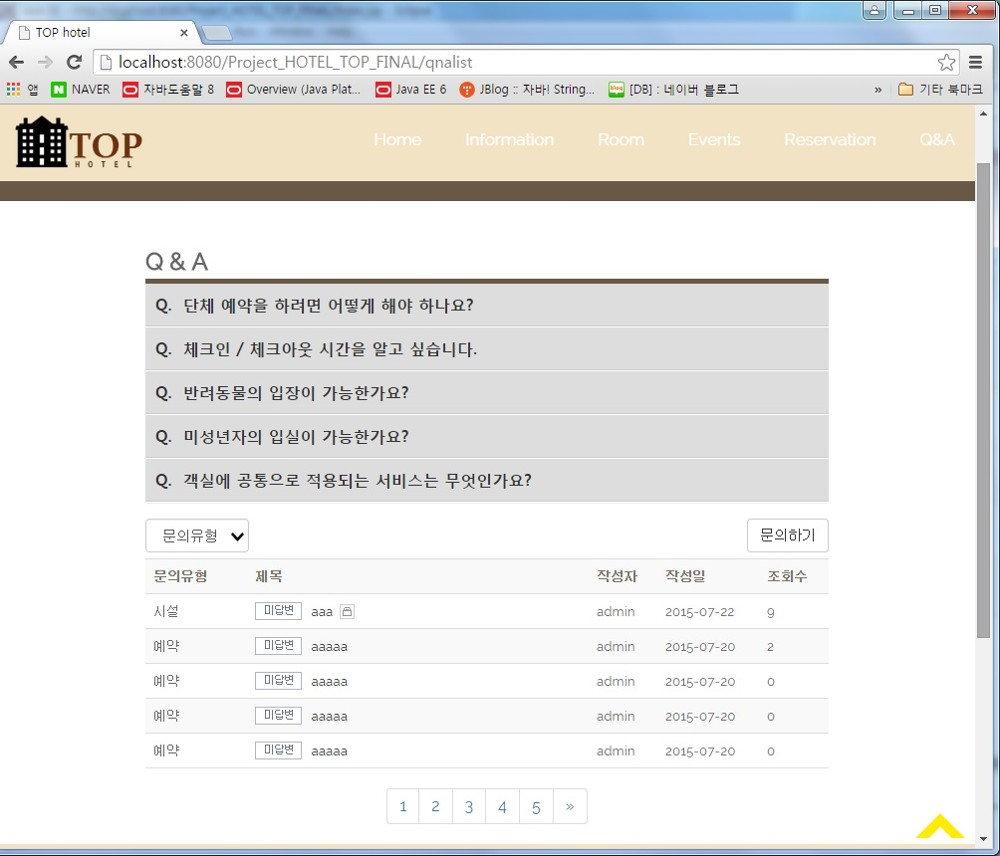 TOP hotel
localhost:8080/Project_HOTEL_TOP_FINAL/qnalist
앱 NAVER 자바도움말 8 Overview (Java Plat... Java EE 6 JBlog :: 자바! String... blog [DB] : 네이버 블로그 » 기타 북마크
TOP
HOTEL
Home Information Room Events Reservation Q&A
Q & A
Q. 단체 예약을 하려면 어떻게 해야 하나요?
Q. 체크인 / 체크아웃 시간을 알고 싶습니다.
Q. 반려동물의 입장이 가능한가요?
Q. 미성년자의 입실이 가능한가요?
Q. 객실에 공통으로 적용되는 서비스는 무엇인가요?
문의유형 문의하기
문의유형 제목 작성자 작성일 조회수
시설 미답변 aaa admin 2015-07-22 9
예약 미답변 aaaaa admin 2015-07-20 2
예약 미답변 aaaaa admin 2015-07-20 0
예약 미답변 aaaaa admin 2015-07-20 0
예약 미답변 aaaaa admin 2015-07-20 0
1 2 3 4 5 »